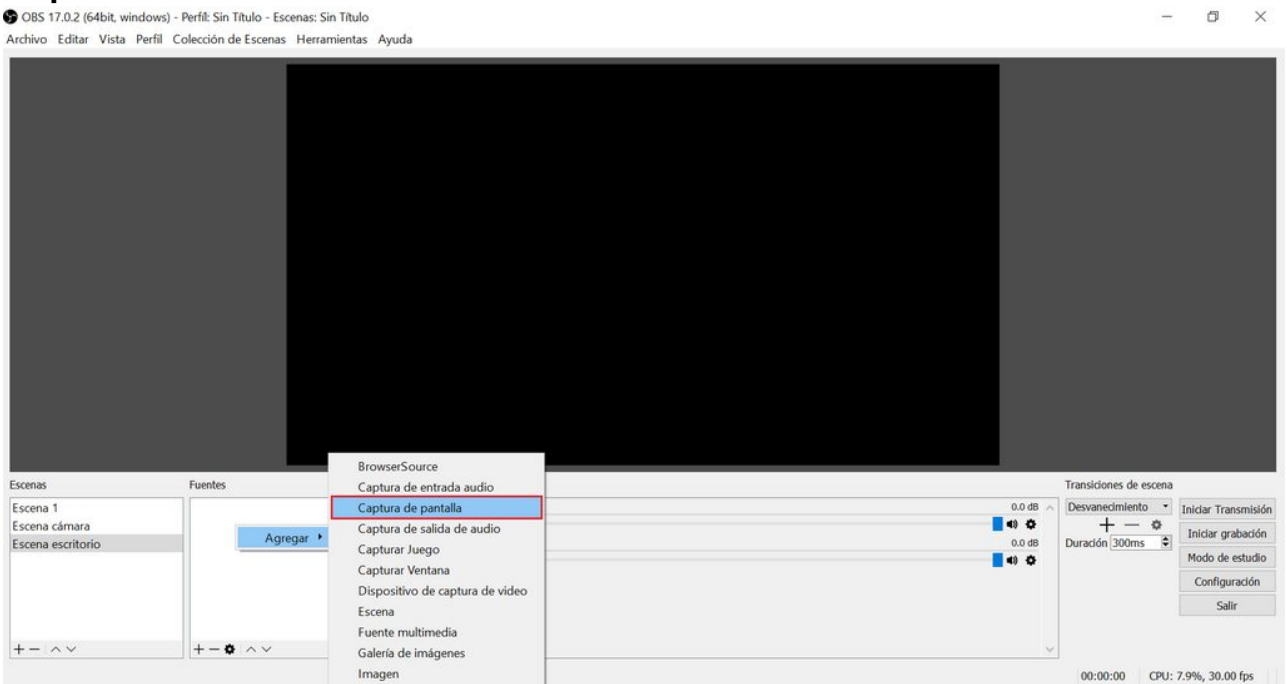 OBS 17.0.2 (64bit, windows) - Perfil: Sin Título - Escenas: Sin Título
Archivo Editar Vista Perfil Colección de Escenas Herramientas Ayuda
Escenas
Escena 1
Escena cámara
Escena escritorio
Fuentes
Agregar
BrowserSource
Captura de entrada audio
Captura de pantalla
Captura de salida de audio
Capturar Juego
Capturar Ventana
Dispositivo de captura de video
Escena
Fuente multimedia
Galería de imágenes
Imagen
0.0 dB
0.0 dB
Transiciones de escena
Desvanecimiento
Duración 300ms
Iniciar Transmisión
Iniciar grabación
Modo de estudio
Configuración
Salir
00:00:00 CPU: 7.9%, 30.00 fps